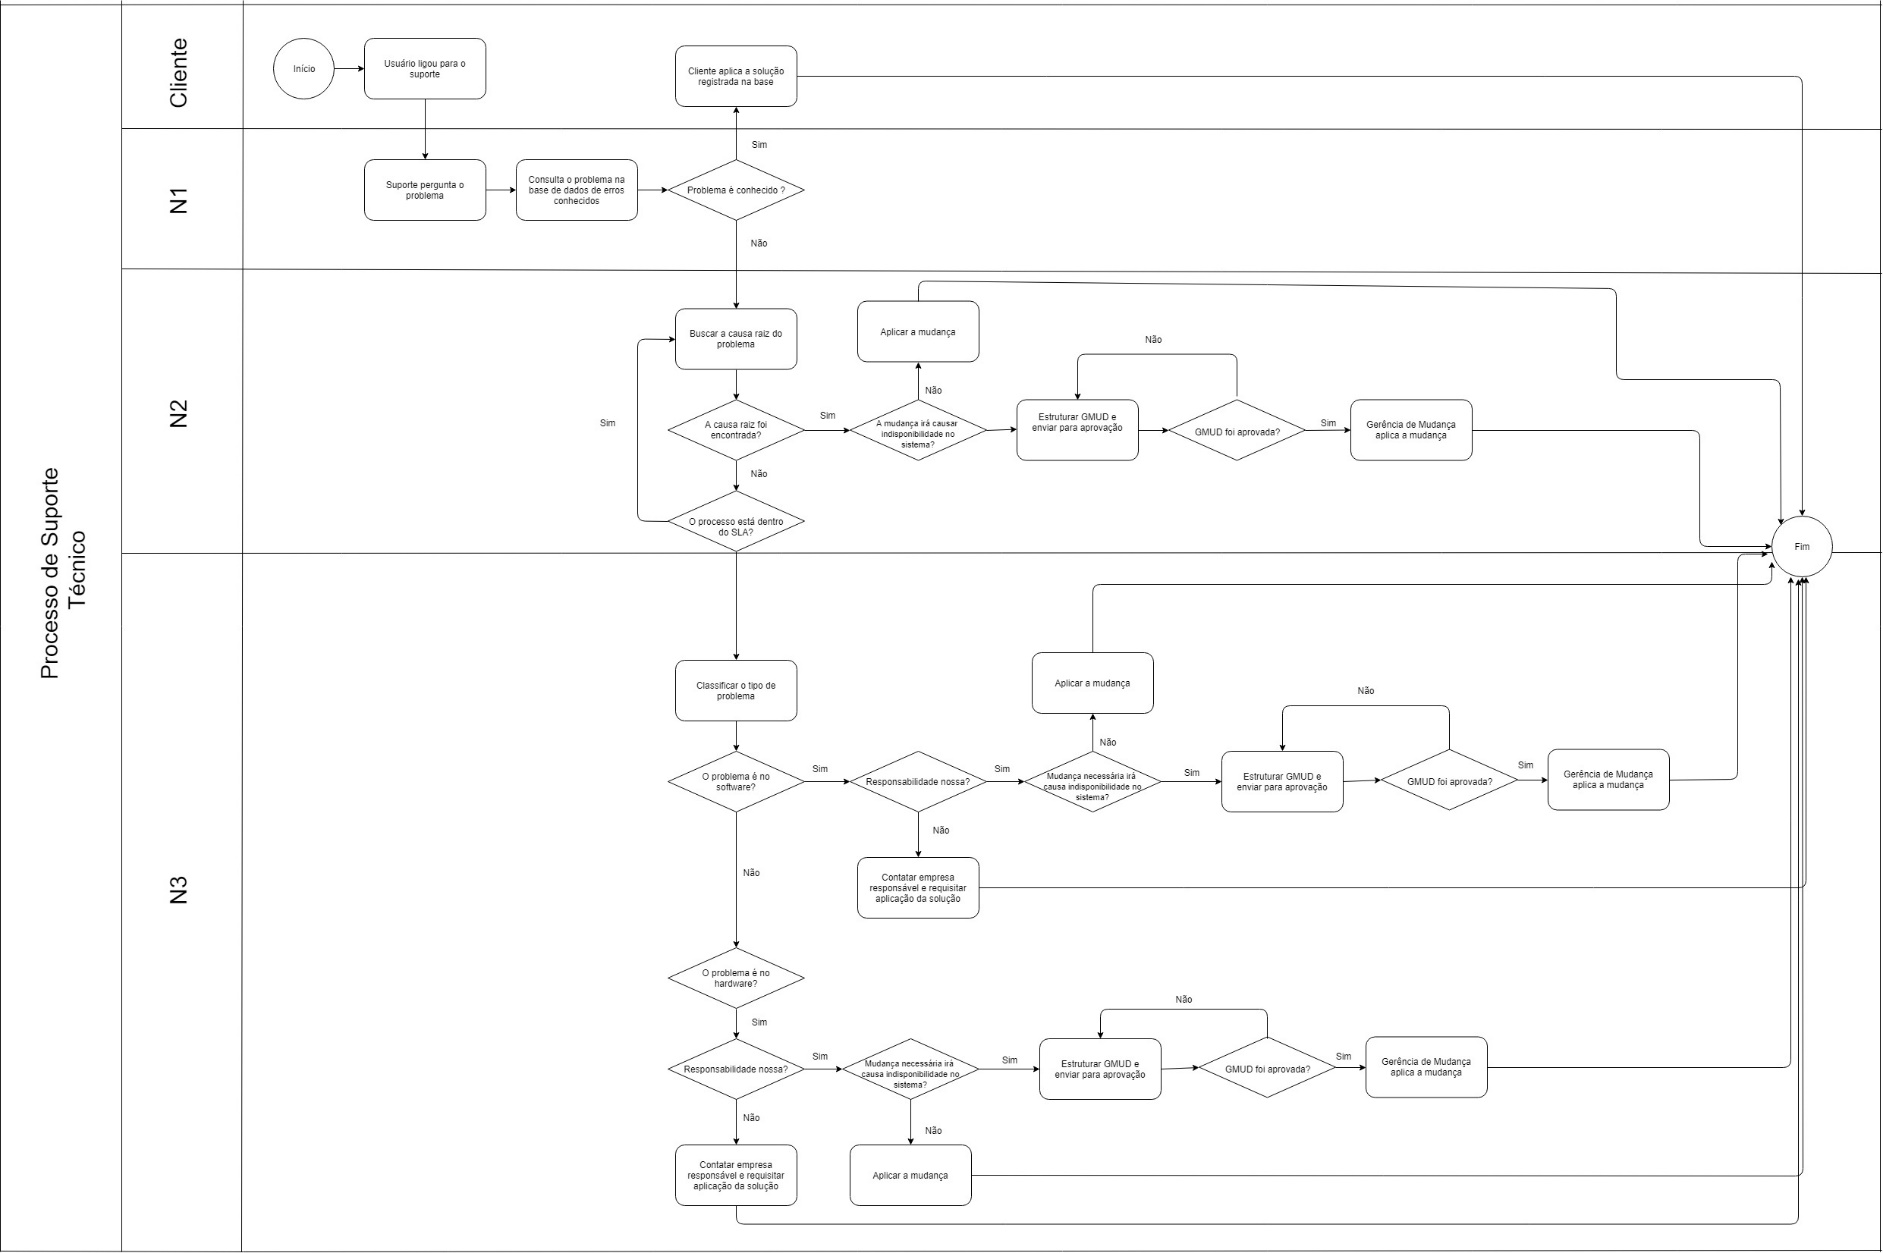 Processo de Suporte
Técnico
Cliente
Início
Usuário ligou para o
suporte
Cliente aplica a solução
registrada na base
Sim
N1
Suporte pergunta o
problema
Consulta o problema na
base de dados de erros
conhecidos
Problema é conhecido ?
Não
N2
Buscar a causa raiz do
problema
Aplicar a mudança
Não
Não
Sim
A causa raiz foi
encontrada?
Sim
A mudança irá causar
indisponibilidade no
sistema?
Estruturar GMUD e
enviar para aprovação
GMUD foi aprovada?
Sim
Gerência de Mudança
aplica a mudança
Não
O processo está dentro
do SLA?
Fim
N3
Classificar o tipo de
problema
Aplicar a mudança
Não
Não
O problema é no
software?
Sim
Responsabilidade nossa?
Sim
Mudança necessária irá
causa indisponibilidade no
sistema?
Sim
Estruturar GMUD e
enviar para aprovação
GMUD foi aprovada?
Sim
Gerência de Mudança
aplica a mudança
Não
Não
Contatar empresa
responsável e requisitar
aplicação da solução
O problema é no
hardware?
Sim
Não
Responsabilidade nossa?
Sim
Mudança necessária irá
causa indisponibilidade no
sistema?
Sim
Estruturar GMUD e
enviar para aprovação
GMUD foi aprovada?
Sim
Gerência de Mudança
aplica a mudança
Não
Não
Contatar empresa
responsável e requisitar
aplicação da solução
Aplicar a mudança